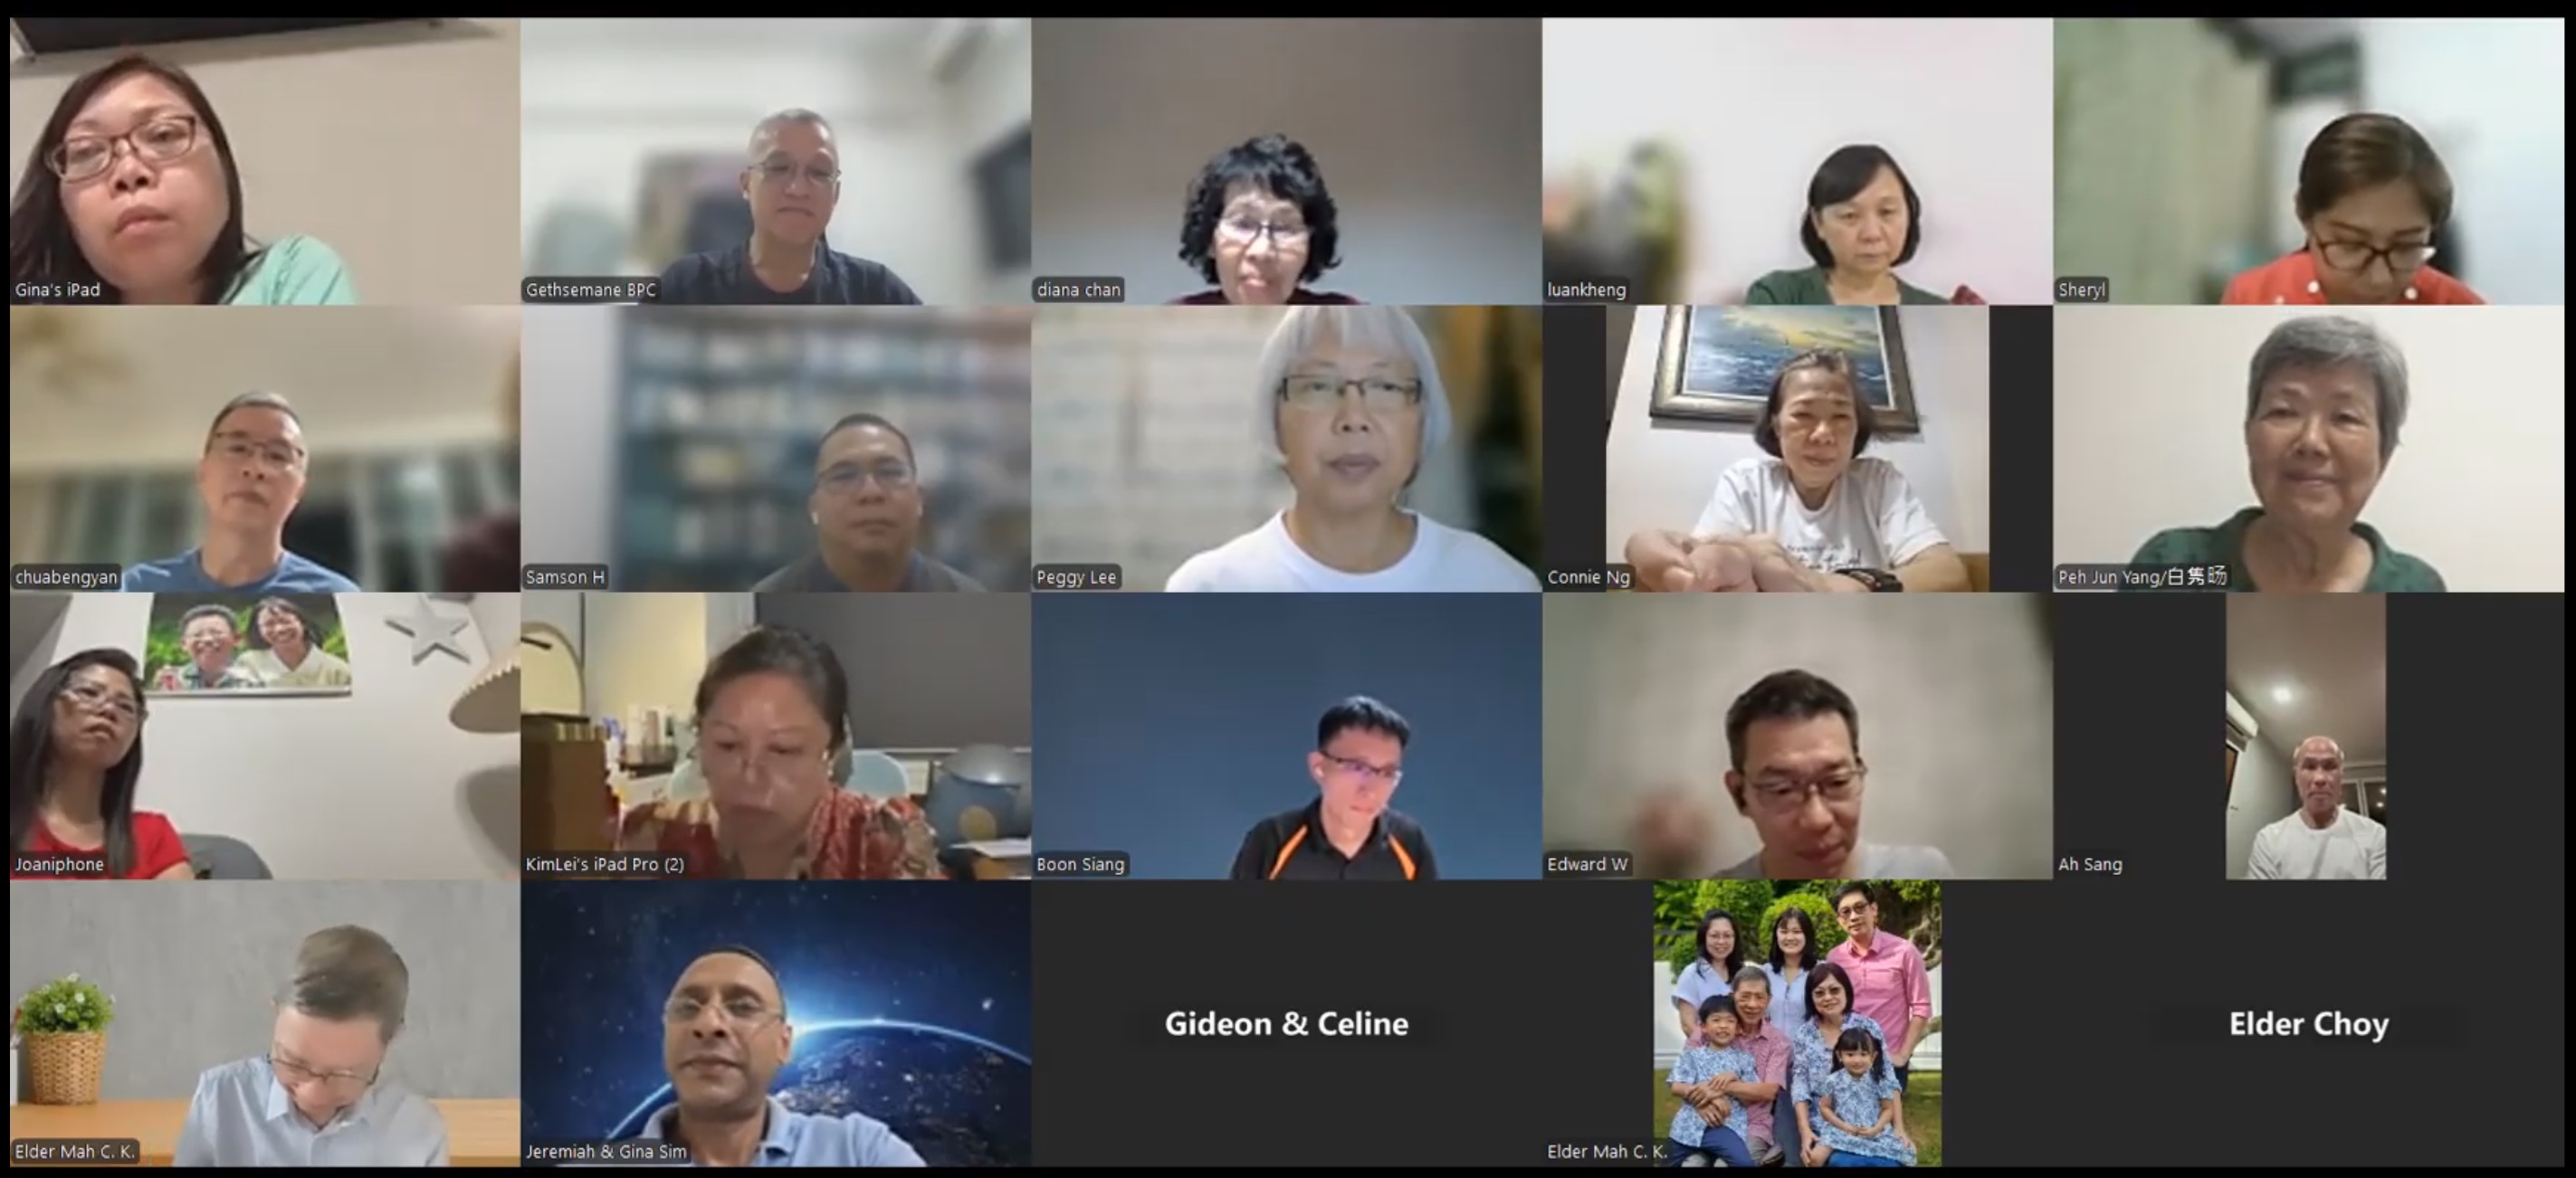 Gina's iPad
Gethsemane BPC
diana chan
luankheng
Sheryl
chuabengyan
Samson H
Peggy Lee
Connie Ng
Peh Jun Yang/白隽旸
Joaniphone
KimLei's iPad Pro (2)
Boon Siang
Edward W
Ah Sang
Elder Mah C. K.
Jeremiah & Gina Sim
Gideon & Celine
Elder Mah C. K.
Elder Choy